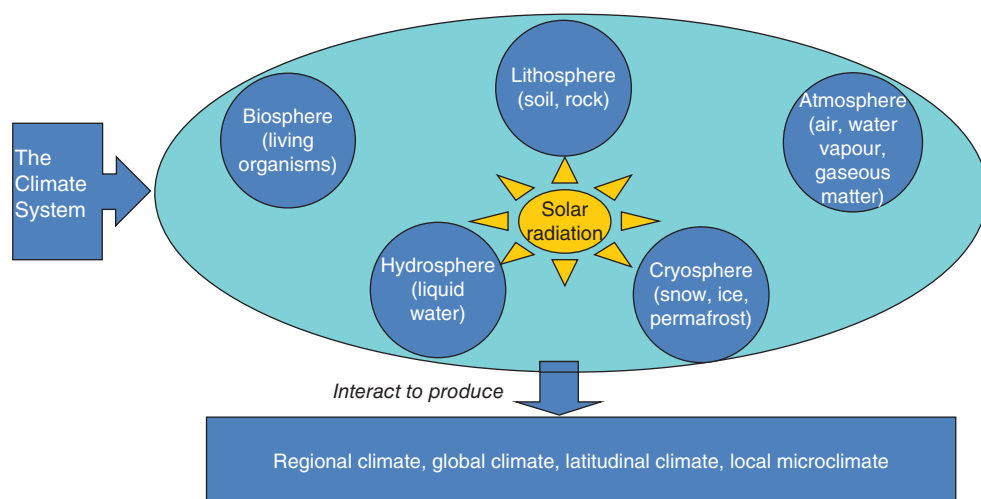 The
Climate
System
Biosphere
(living
organisms)
Lithosphere
(soil, rock)
Atmosphere
(air, water
vapour,
gaseous
matter)
Solar
radiation
Hydrosphere
(liquid
water)
Cryosphere
(snow, ice,
permafrost)
Interact to produce
Regional climate, global climate, latitudinal climate, local microclimate